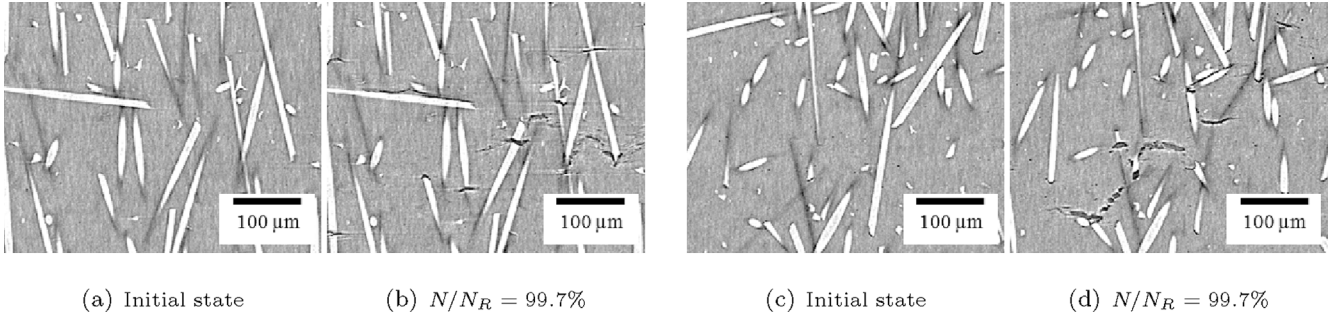 100 µm
100 µm
100 µm
100 µm
(a) Initial state
(b) N/N_R = 99.7%
(c) Initial state
(d) N/N_R = 99.7%